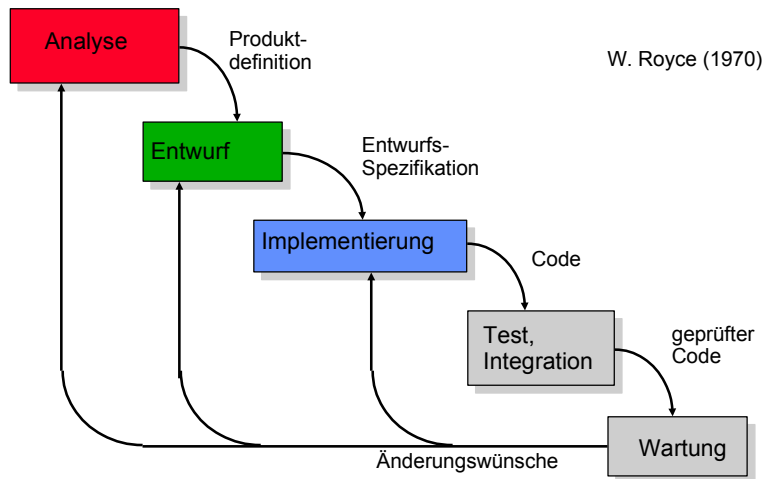 Analyse
Produkt-
definition
W. Royce (1970)
Entwurf
Entwurfs-
Spezifikation
Implementierung
Code
Test,
Integration
geprüfter
Code
Wartung
Änderungswünsche